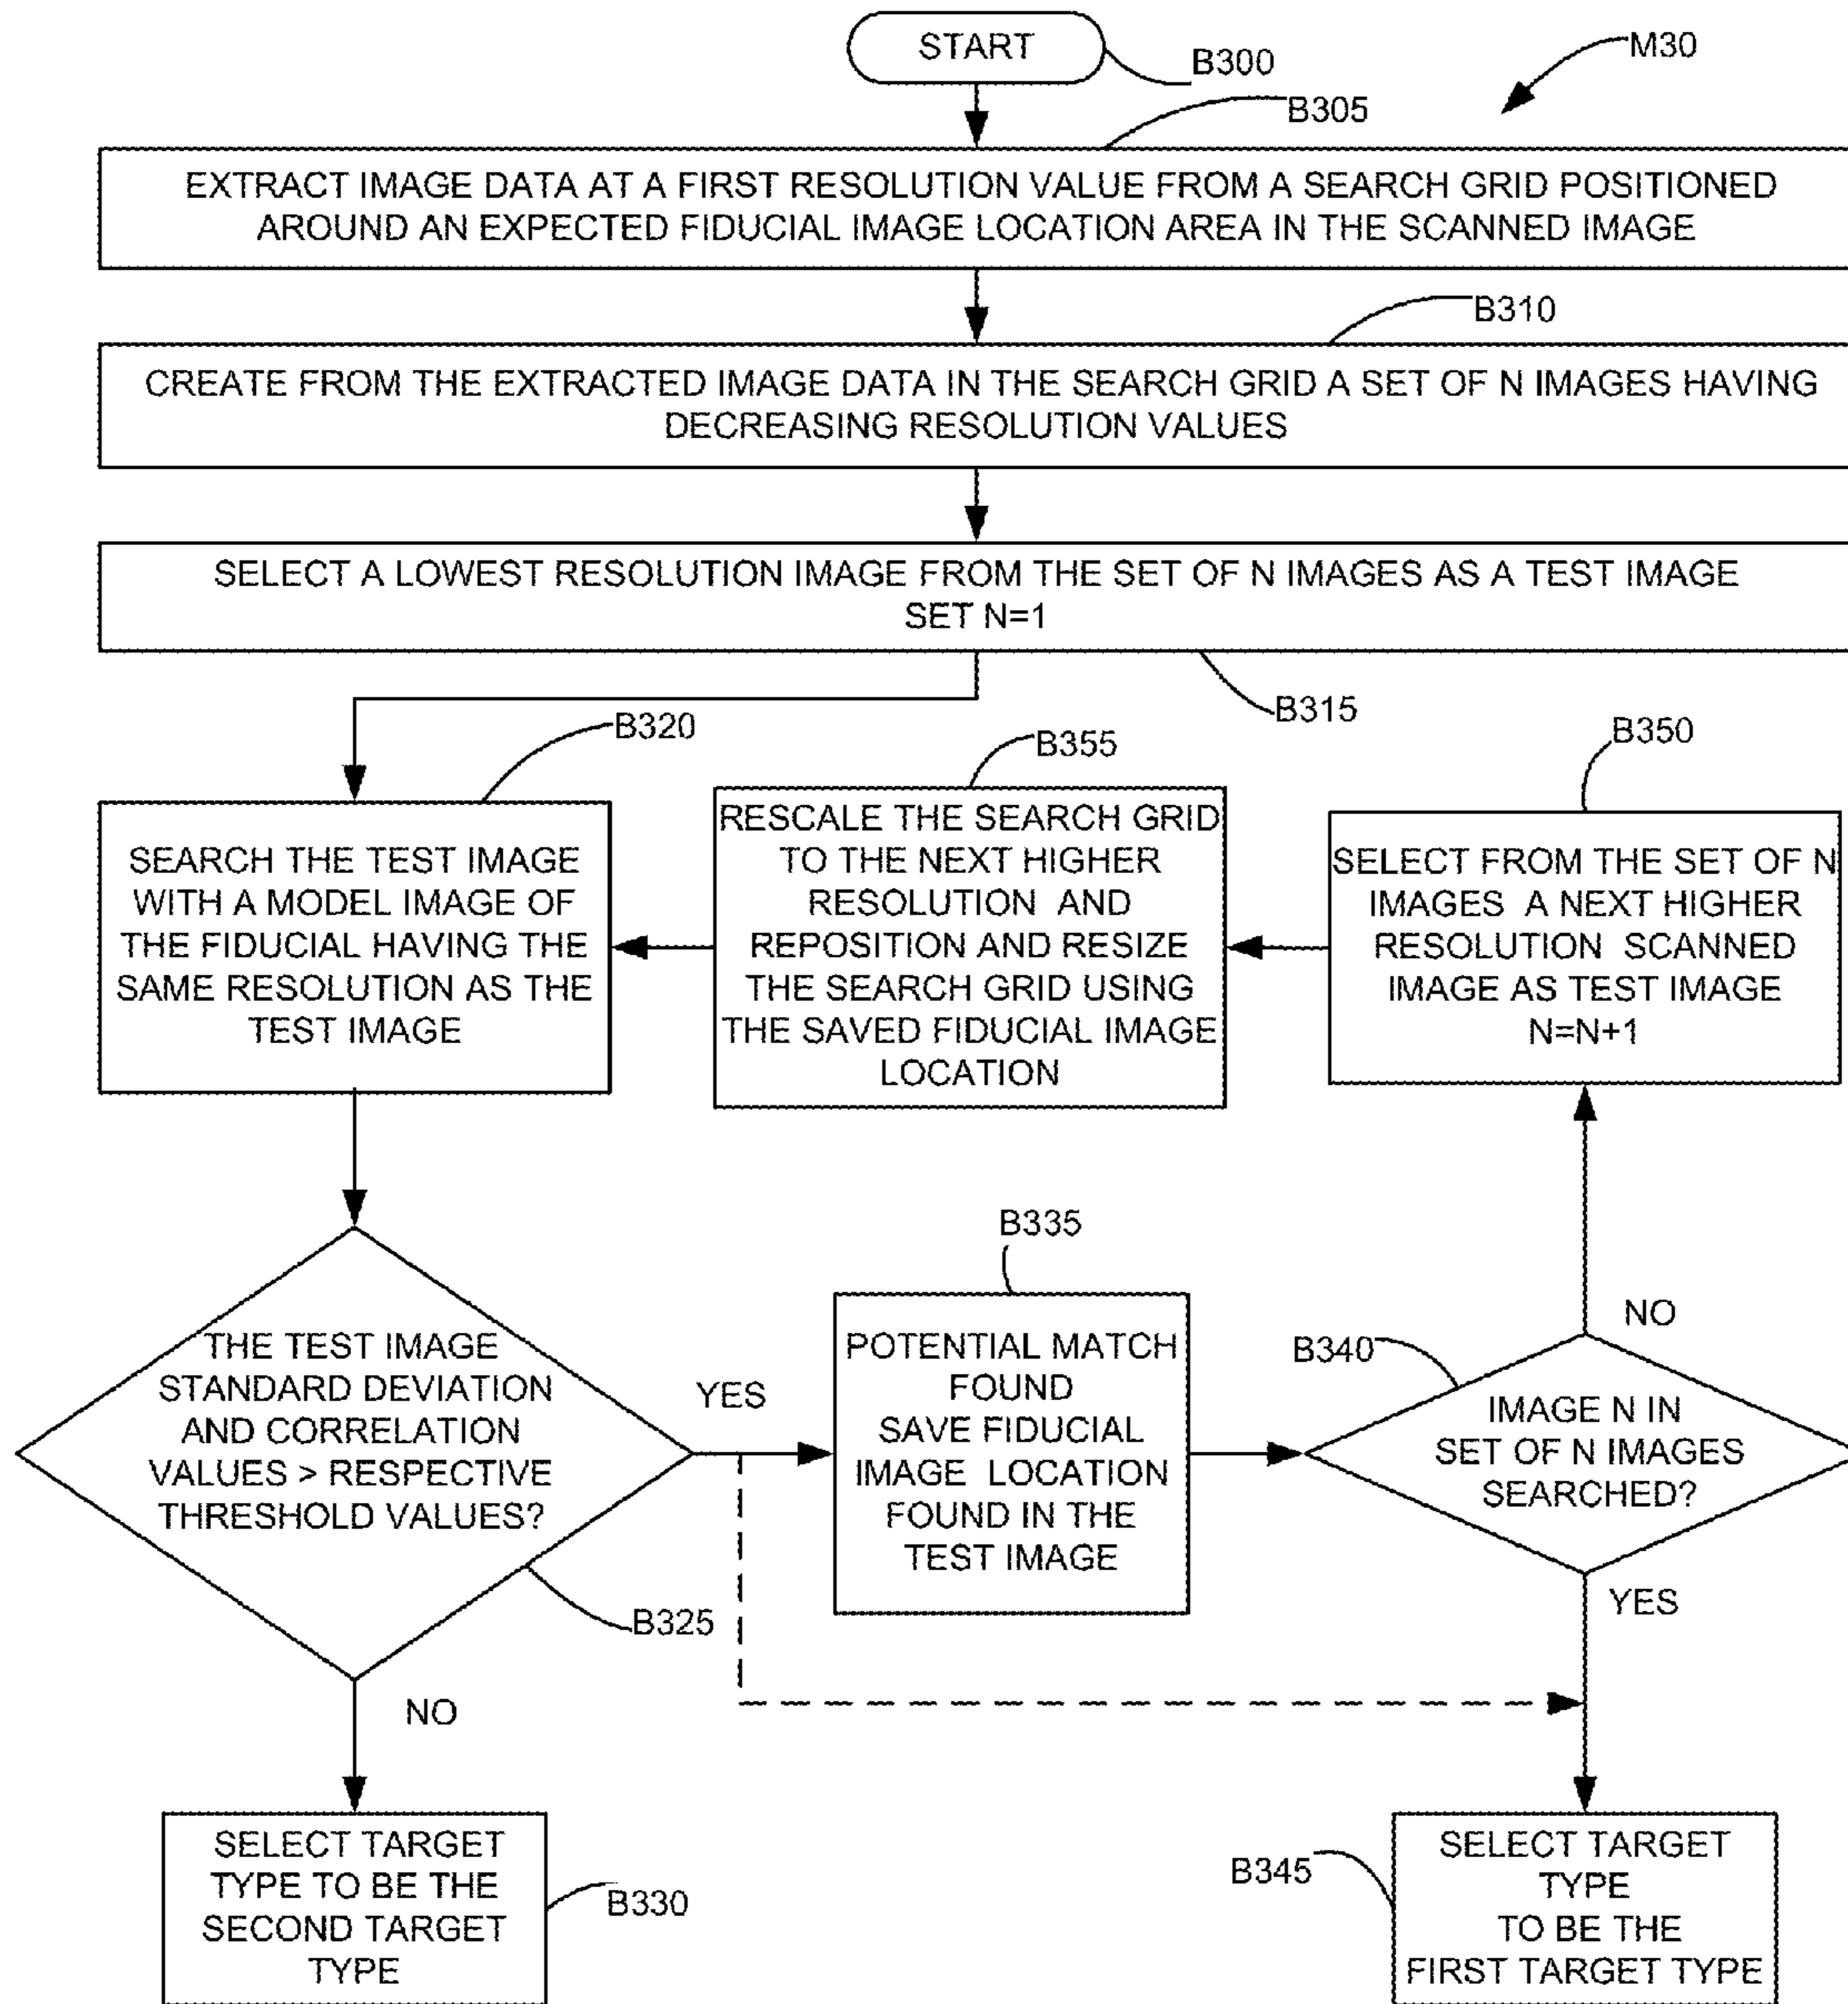 START
B300
M30
B305
EXTRACT IMAGE DATA AT A FIRST RESOLUTION VALUE FROM A SEARCH GRID POSITIONED
AROUND AN EXPECTED FIDUCIAL IMAGE LOCATION AREA IN THE SCANNED IMAGE
B310
CREATE FROM THE EXTRACTED IMAGE DATA IN THE SEARCH GRID A SET OF N IMAGES HAVING
DECREASING RESOLUTION VALUES
SELECT A LOWEST RESOLUTION IMAGE FROM THE SET OF N IMAGES AS A TEST IMAGE
SET N=1
B315
B320
SEARCH THE TEST IMAGE
WITH A MODEL IMAGE OF
THE FIDUCIAL HAVING THE
SAME RESOLUTION AS THE
TEST IMAGE
B355
RESCALE THE SEARCH GRID
TO THE NEXT HIGHER
RESOLUTION AND
REPOSITION AND RESIZE
THE SEARCH GRID USING
THE SAVED FIDUCIAL IMAGE
LOCATION
B350
SELECT FROM THE SET OF N
IMAGES A NEXT HIGHER
RESOLUTION SCANNED
IMAGE AS TEST IMAGE
N=N+1
THE TEST IMAGE
STANDARD DEVIATION
AND CORRELATION
VALUES > RESPECTIVE
THRESHOLD VALUES?
B325
YES
NO
B335
POTENTIAL MATCH
FOUND
SAVE FIDUCIAL
IMAGE LOCATION
FOUND IN THE
TEST IMAGE
B340
NO
IMAGE N IN
SET OF N IMAGES
SEARCHED?
YES
SELECT TARGET
TYPE TO BE THE
SECOND TARGET
TYPE
B330
B345
SELECT TARGET
TYPE
TO BE THE
FIRST TARGET TYPE